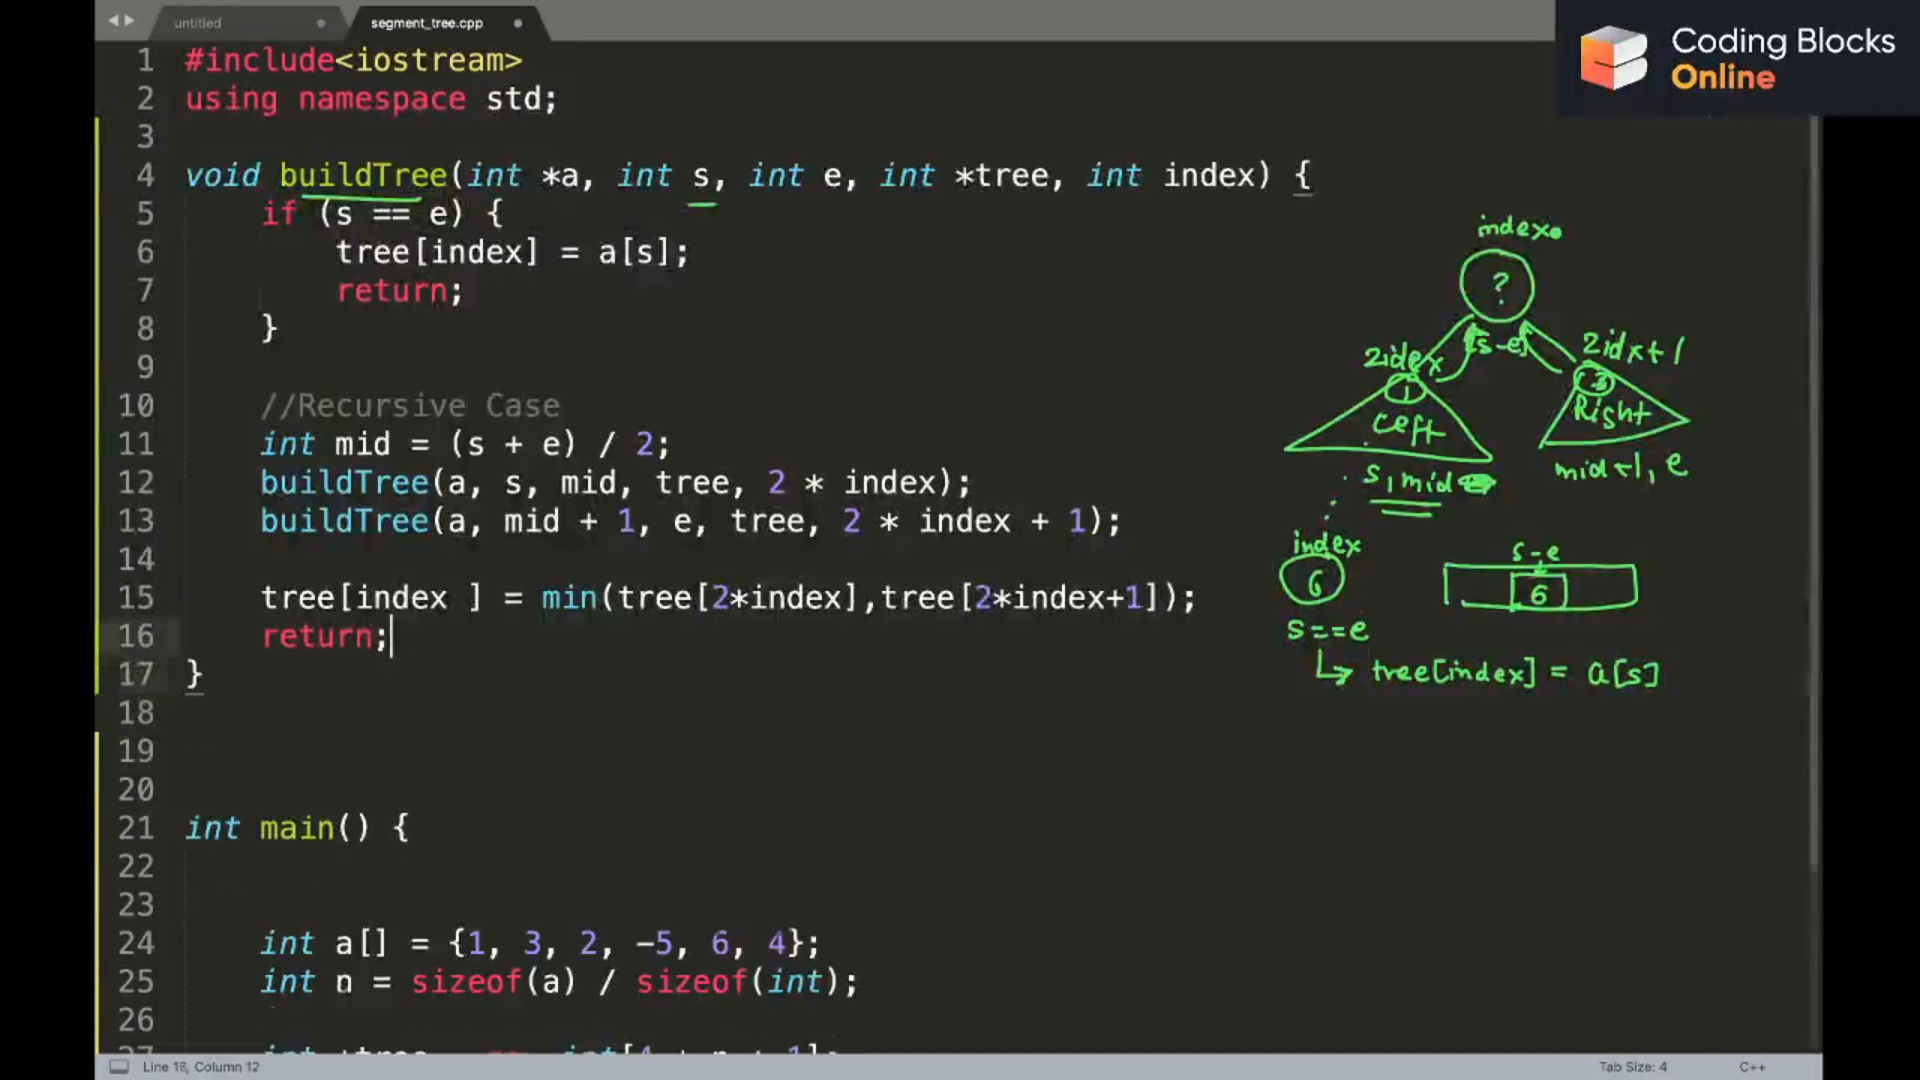 untitled
segment_tree.cpp
Coding Blocks
Online
1 #include<iostream>
2 using namespace std;
3
4 void buildTree(int *a, int s, int e, int *tree, int index) {
5 if (s == e) {
6 tree[index] = a[s];
7 return;
8 }
9
10 //Recursive Case
11 int mid = (s + e) / 2;
12 buildTree(a, s, mid, tree, 2 * index);
13 buildTree(a, mid + 1, e, tree, 2 * index + 1);
14
15 tree[index ] = min(tree[2*index],tree[2*index+1]);
16 return;
17 }
18
19
20
21 int main() {
22
23
24 int a[] = {1, 3, 2, -5, 6, 4};
25 int n = sizeof(a) / sizeof(int);
26
index
?
[s-e]
2idex
2idx+1
1
3
Left
Right
s,mid
mid+1, e
index
6
s-e
6
s==e
tree[index] = a[s]
Line 16, Column 12
Tab Size: 4
C++